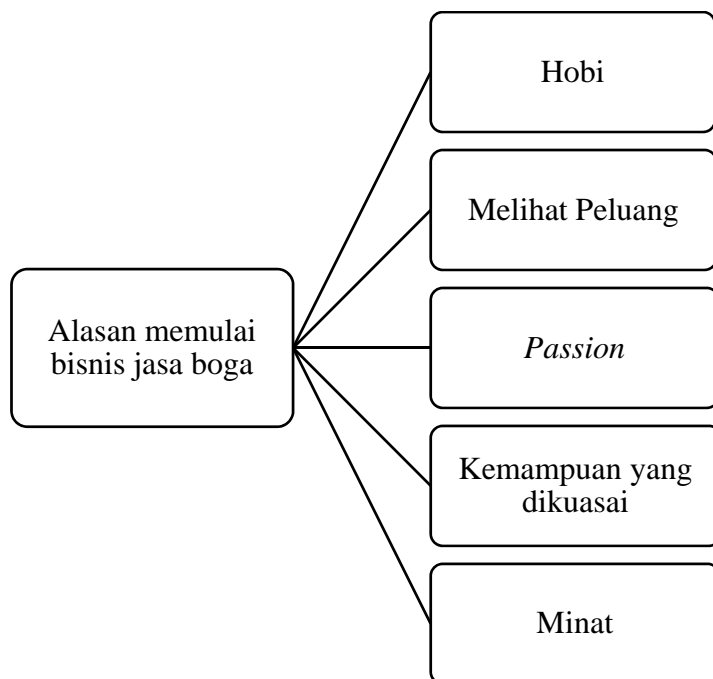 Hobi
Melihat Peluang
Alasan memulai
bisnis jasa boga
Passion
Kemampuan yang
dikuasai
Minat